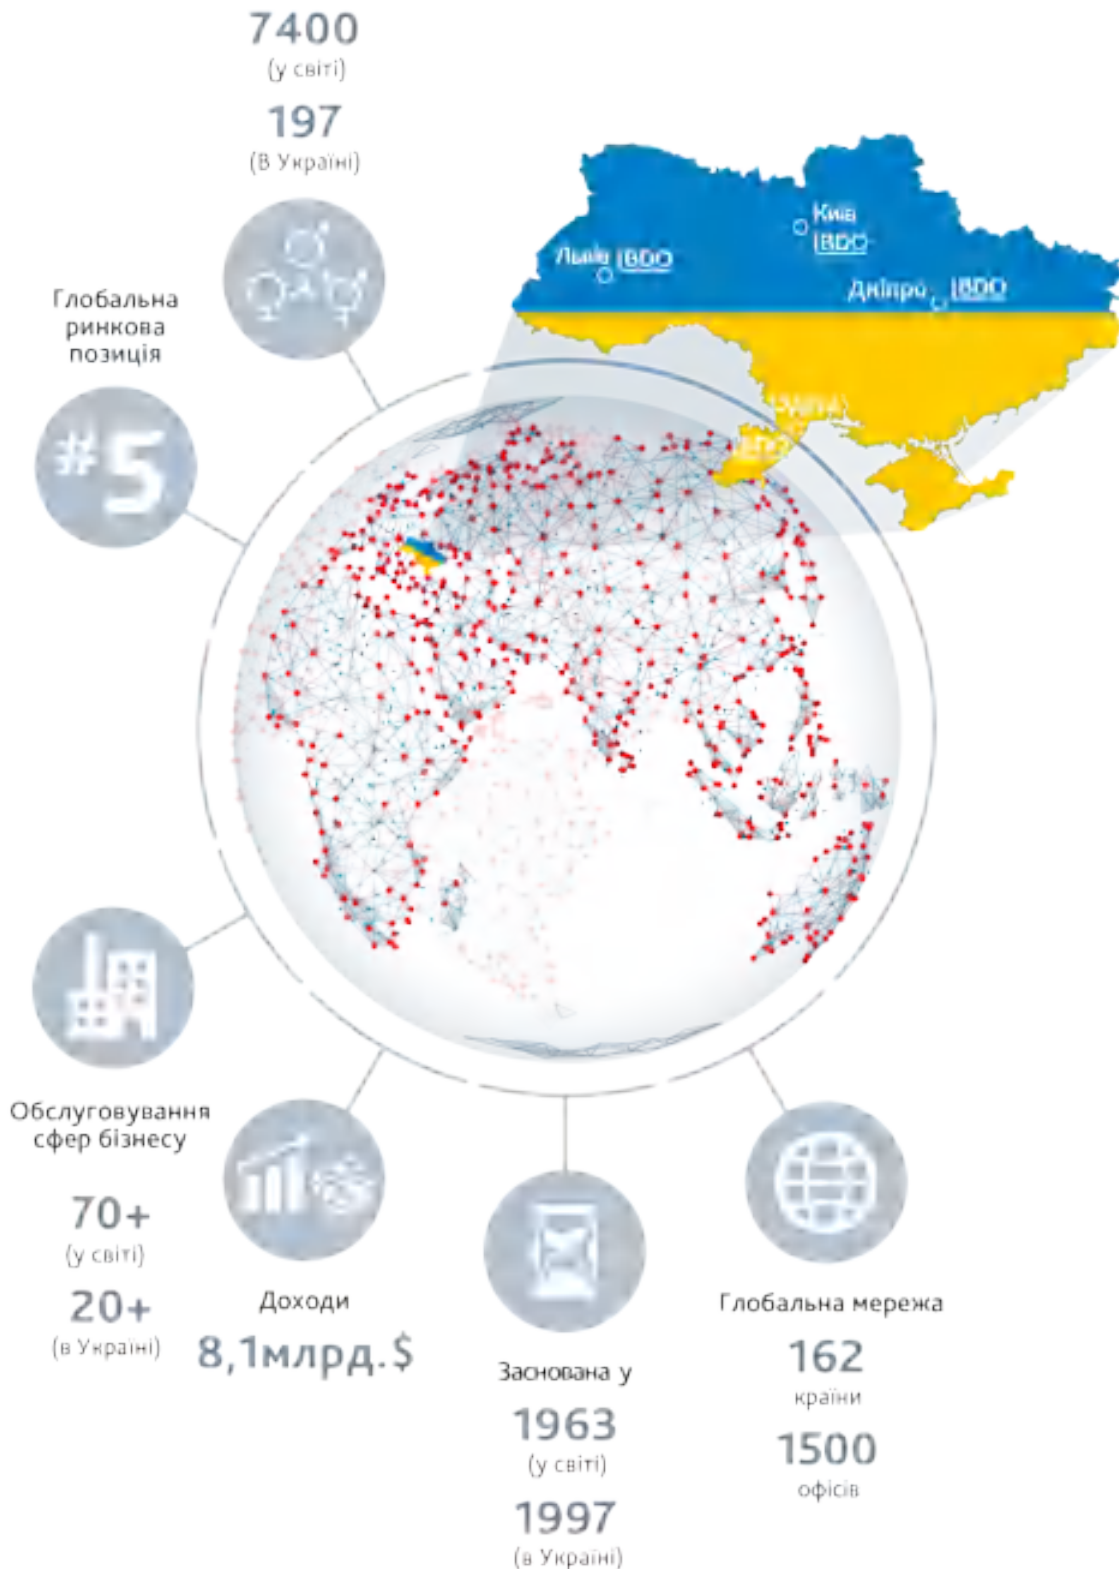 7400
(у світі)
197
(В Україні)
Київ
BDO
Львів BDO
Дніпро BDO
Глобальна
ринкова
позиція
#5
BDO
Обслуговування
сфер бізнесу
70+
(у світі)
20+
(в Україні)
Доходи
8,1млрд.$
Заснована у
1963
(у світі)
1997
(в Україні)
Глобальна мережа
162
країни
1500
офісів